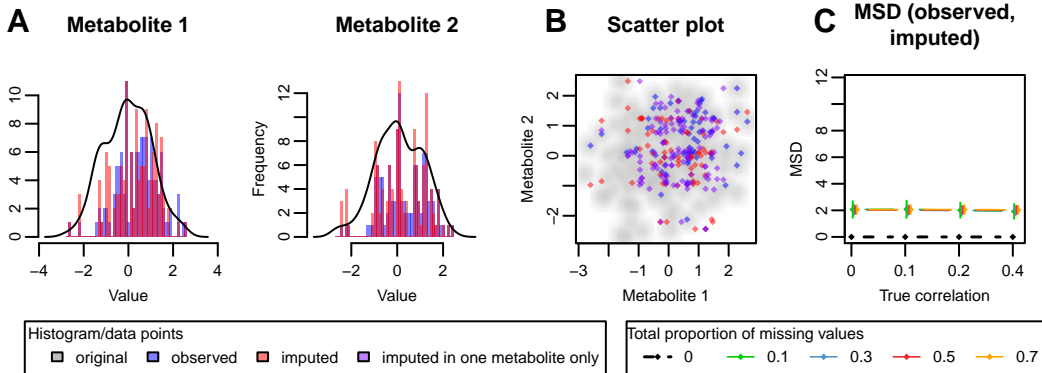 A
Metabolite 1
Metabolite 2
B
Scatter plot
C
MSD (observed,
imputed)
0
2
4
6
8
10
−4
−2
0
2
4
Value
Frequency
0
2
4
6
8
10
12
−2
0
2
4
Value
Metabolite 2
−2
0
1
2
−3
−2
−1
0
1
2
Metabolite 1
MSD
0
2
4
8
12
0
0.1
0.2
0.4
True correlation
Histogram/data points
original
observed
imputed
imputed in one metabolite only
Total proportion of missing values
0
0.1
0.3
0.5
0.7